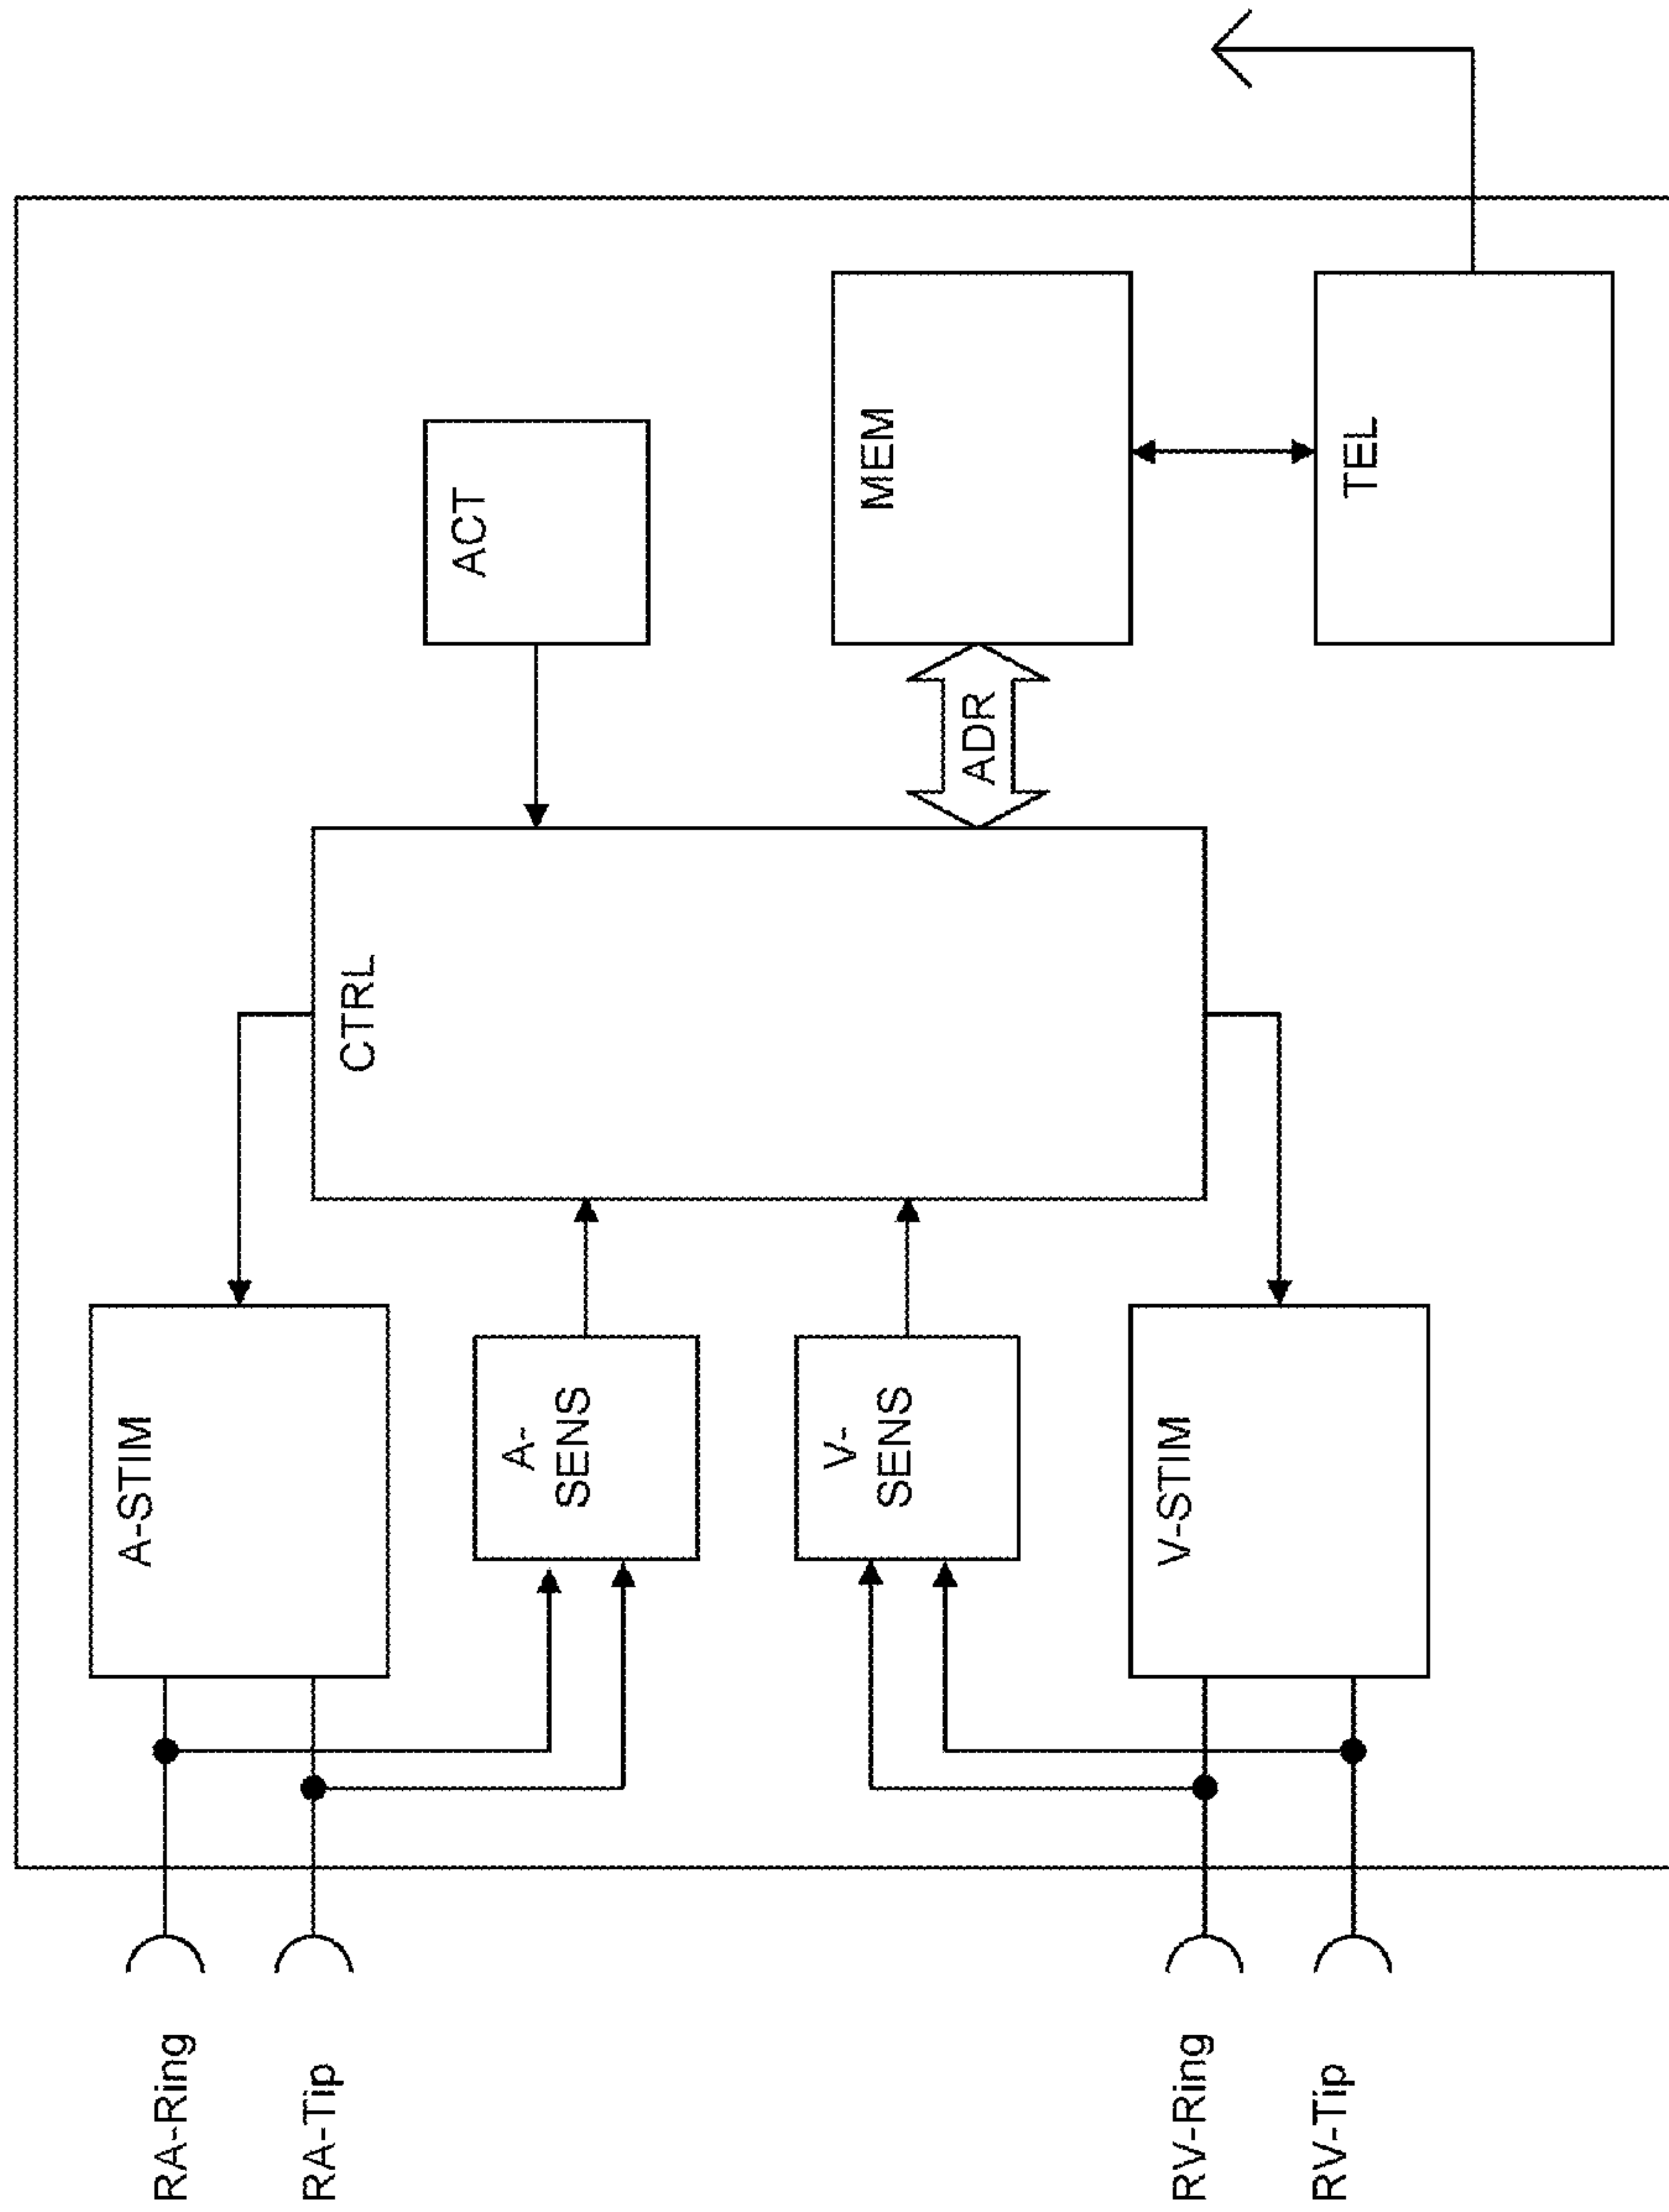 RA-Ring
RA-Tip
RV-Ring
RV-Tip
A-STIM
A-
SENS
V-
SENS
V-STIM
CTRL
ADR
ACT
MEM
TEL